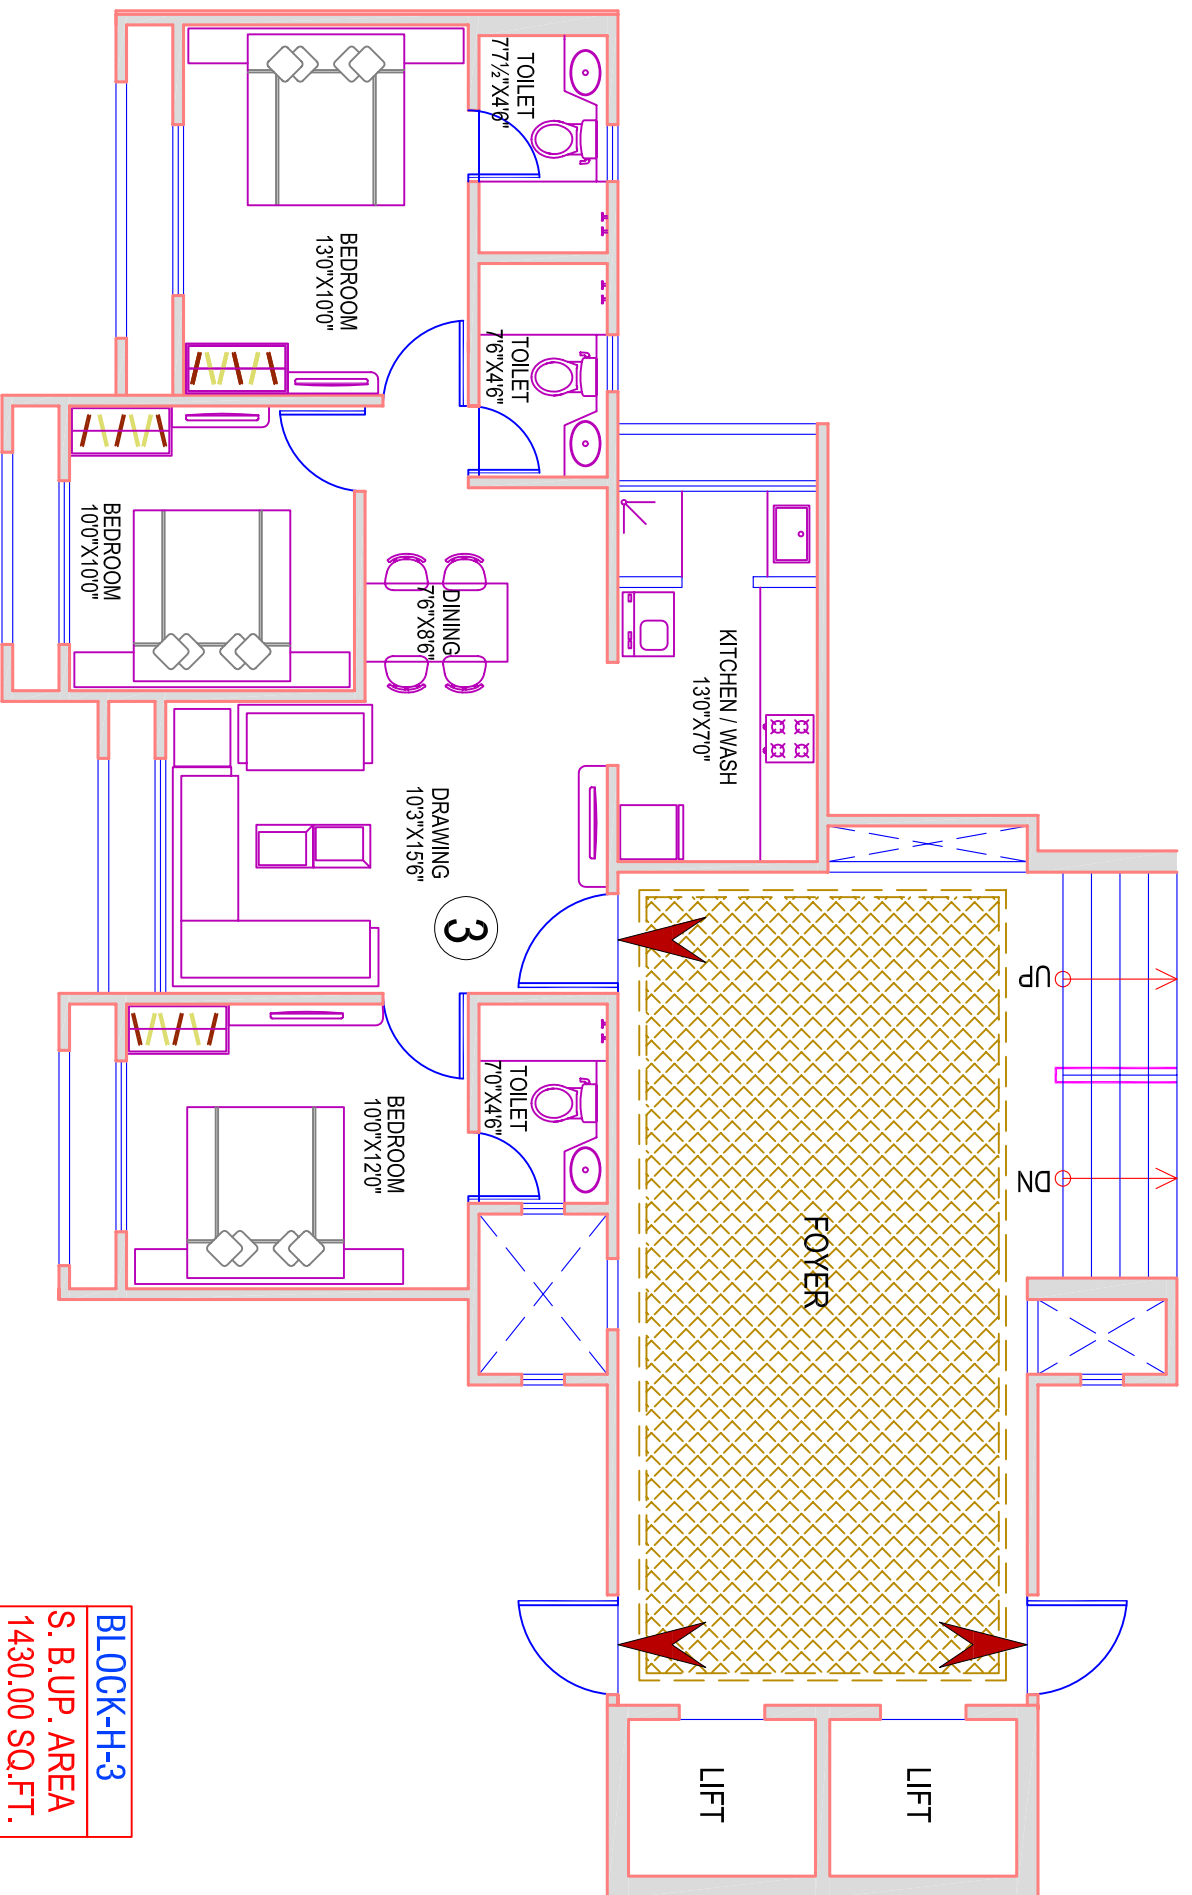 TOILET
7'7½"X4'6"
BEDROOM
13'0"X10'0"
TOILET
7'6"X4'6"
BEDROOM
10'0"X10'0"
DINING
7'6"X8'6"
KITCHEN / WASH
13'0"X7'0"
DRAWING
10'3"X15'6"
3
UP
DN
TOILET
7'0"X4'6"
BEDROOM
10'0"X12'0"
FOYER
LIFT
LIFT
BLOCK-H-3
S. B.UP. AREA
1430.00 SQ.FT.